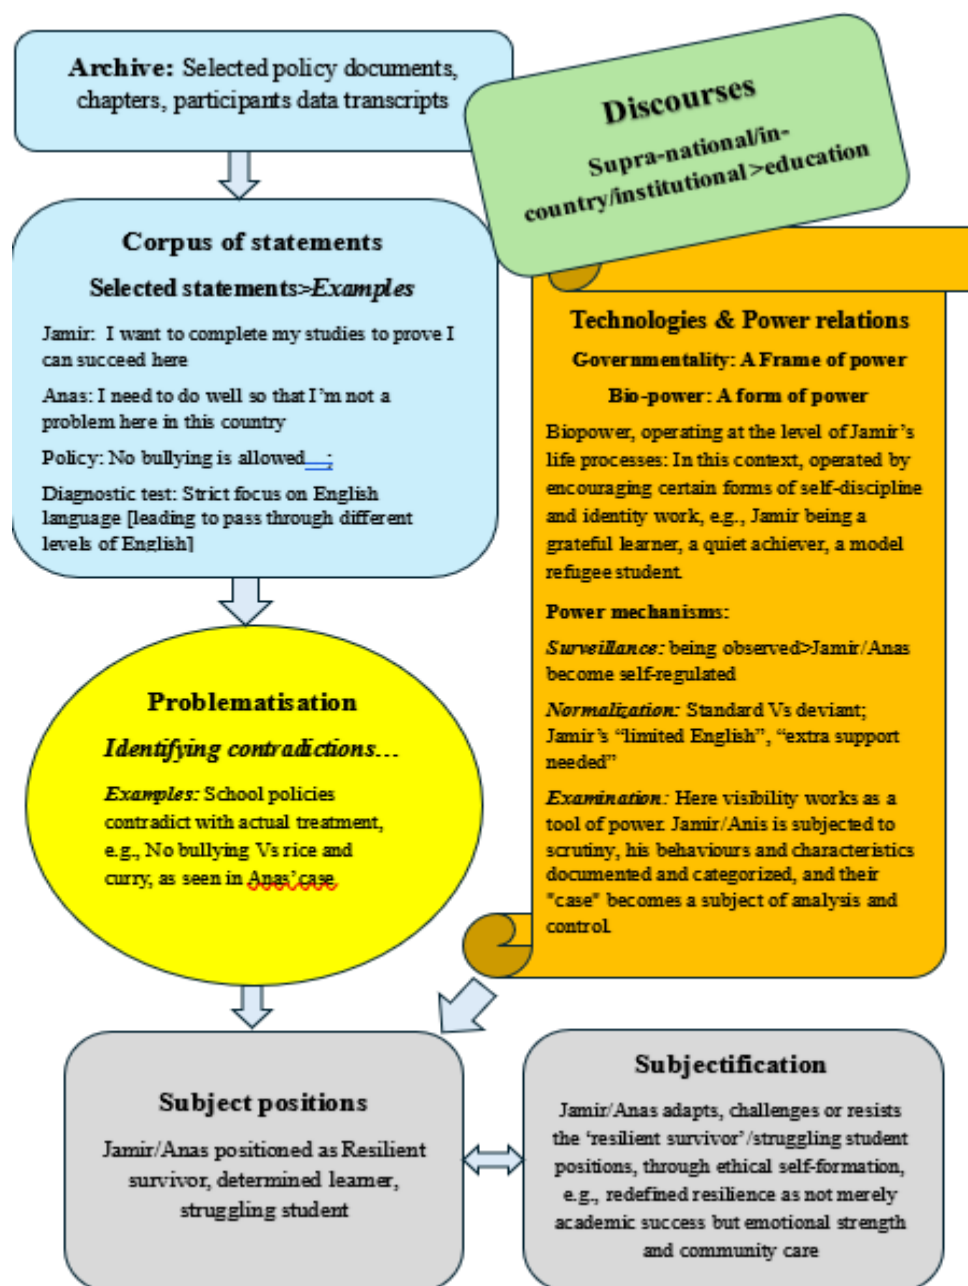 Archive: Selected policy documents,
chapters, participants data transcripts
Discourses
Supra-national/in-
country/institutional>education
Corpus of statements
Selected statements>Examples
Jamir:  I want to complete my studies to prove I
can succeed here
Anas: I need to do well so that I'm not a
problem here in this country
Policy: No bullying is allowed  ;
Diagnostic test: Strict focus on English
language [leading to pass through different
levels of English]
Technologies & Power relations
Governmentality: A Frame of power
Bio-power: A form of power
Biopower, operating at the level of Jamir's
life processes: In this context, operated by
encouraging certain forms of self-discipline
and identity work, e.g., Jamir being a
grateful learner, a quiet achiever, a model
refugee student.
Power mechanisms:
Surveillance: being observed>Jamir/Anas
become self-regulated
Normalization: Standard Vs deviant;
Jamir's “limited English”, “extra support
needed”
Examination: Here visibility works as a
tool of power. Jamir/Anis is subjected to
scrutiny, his behaviours and characteristics
documented and categorized, and their
"case" becomes a subject of analysis and
control.
Problematisation
Identifying contradictions…
Examples: School policies
contradict with actual treatment,
e.g., No bullying Vs rice and
curry, as seen in Anas' case
Subject positions
Jamir/Anas positioned as Resilient
survivor, determined learner,
struggling student
Subjectification
Jamir/Anas adapts, challenges or resists
the ‘resilient survivor’/struggling student
positions, through ethical self-formation,
e.g., redefined resilience as not merely
academic success but emotional strength
and community care